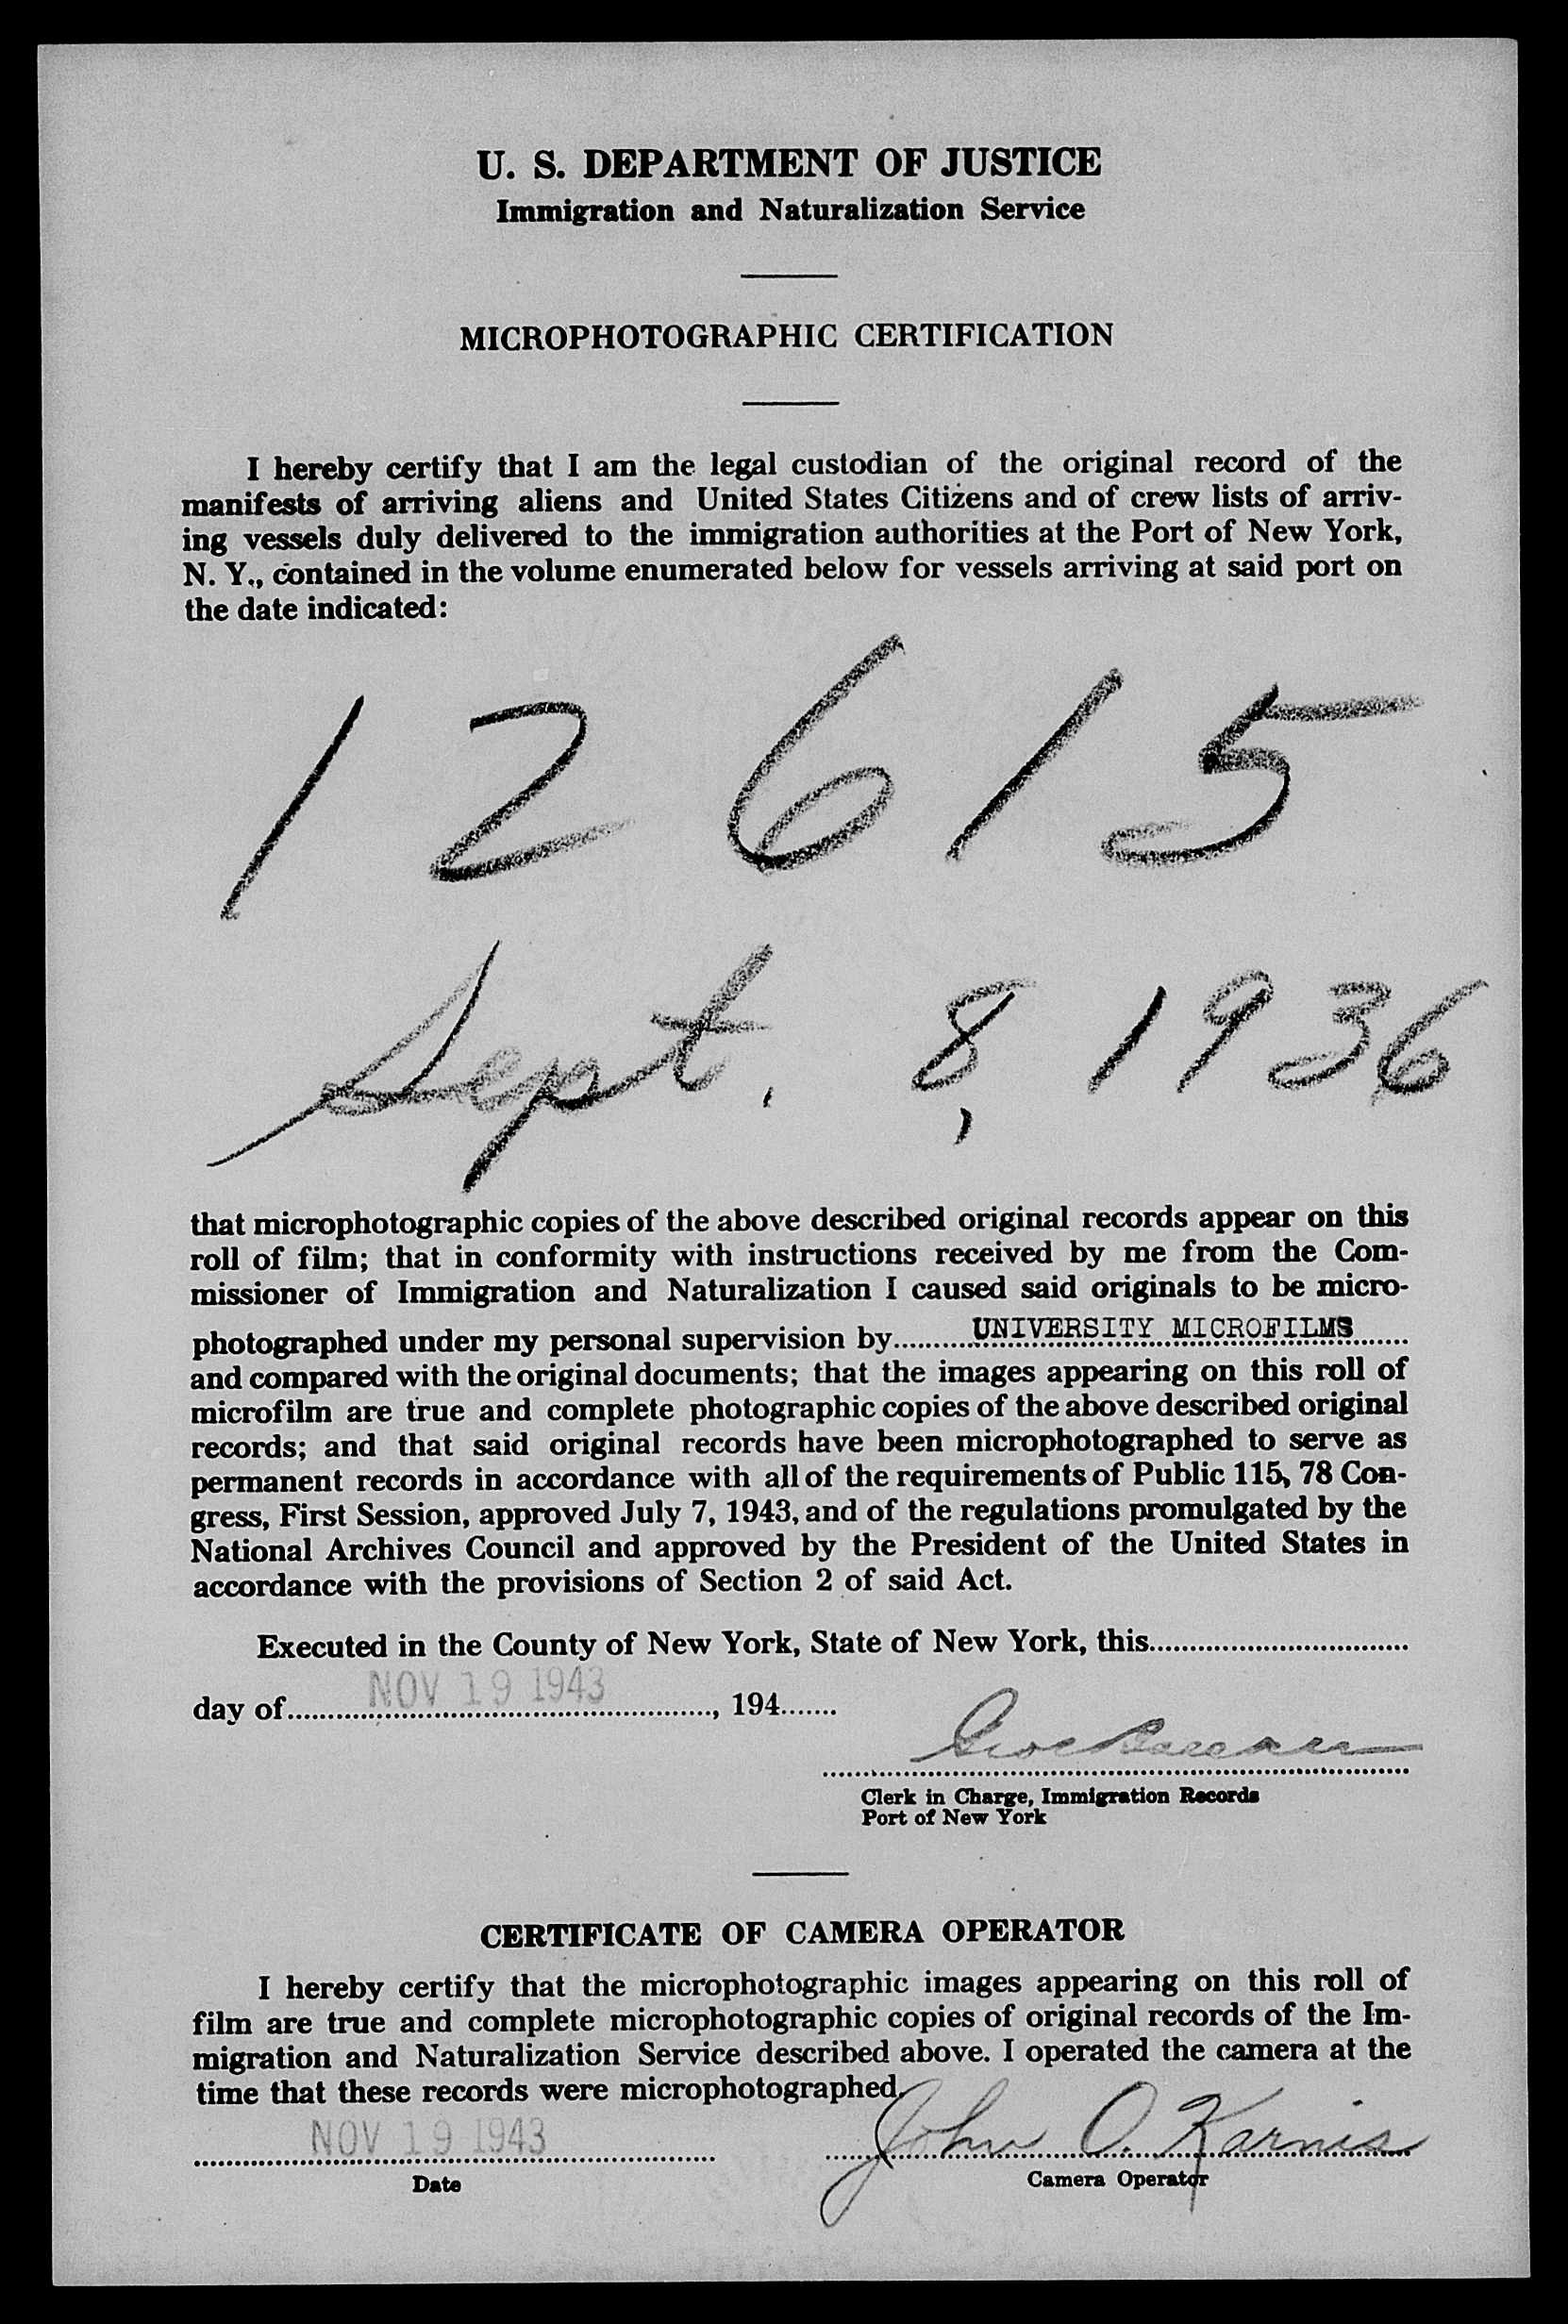 U. S. DEPARTMENT OF JUSTICE
Immigration and Naturalization Service
MICROPHOTOGRAPHIC CERTIFICATION
I hereby certify that I am the legal custodian of the original record of the
manifests of arriving aliens and United States Citizens and of crew lists of arriv-
ing vessels duly delivered to the immigration authorities at the Port of New York,
N. Y., contained in the volume enumerated below for vessels arriving at said port on
the date indicated:
12615
Sept. 8, 1936
that microphotographic copies of the above described original records appear on this
roll of film; that in conformity with instructions received by me from the Com-
missioner of Immigration and Naturalization I caused said originals to be micro-
photographed under my personal supervision by UNIVERSITY MICROFILMS
and compared with the original documents; that the images appearing on this roll of
microfilm are true and complete photographic copies of the above described original
records; and that said original records have been microphotographed to serve as
permanent records in accordance with all of the requirements of Public 115, 78 Con-
gress, First Session, approved July 7, 1943, and of the regulations promulgated by the
National Archives Council and approved by the President of the United States in
accordance with the provisions of Section 2 of said Act.
Executed in the County of New York, State of New York, this
day of NOV 19 1943, 194
Clerk in Charge, Immigration Records
Port of New York
CERTIFICATE OF CAMERA OPERATOR
I hereby certify that the microphotographic images appearing on this roll of
film are true and complete microphotographic copies of original records of the Im-
migration and Naturalization Service described above. I operated the camera at the
time that these records were microphotographed.
NOV 19 1943 John O. Karnis
Date Camera Operator